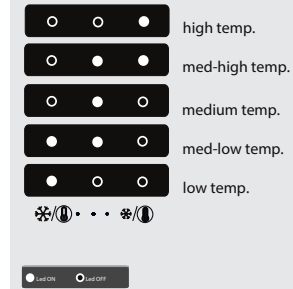 high temp.
med-high temp.
medium temp.
med-low temp.
low temp.
Led ON Led OFF